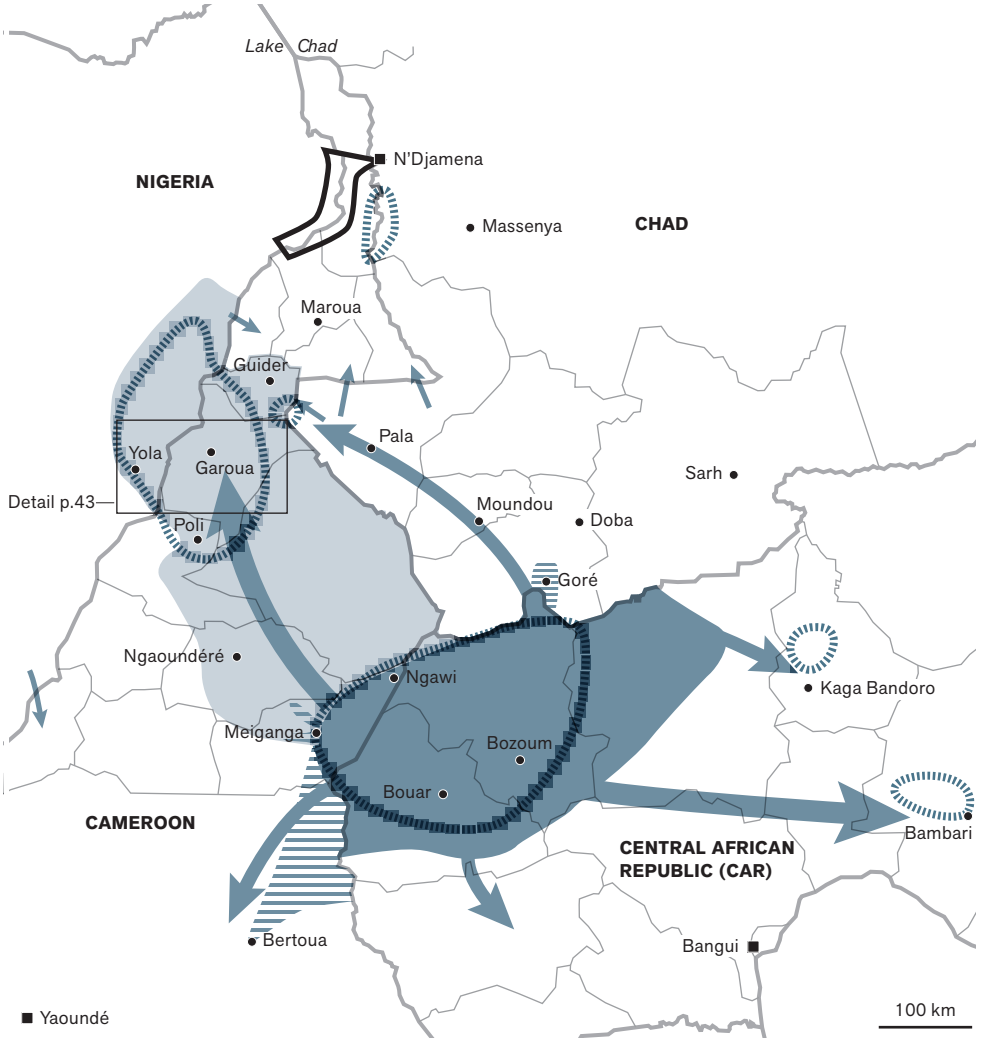 Lake Chad
N'Djamena
NIGERIA
Massenya
CHAD
Maroua
Guider
Pala
Yola
Garoua
Sarh
Detail p.43
Moundou
Doba
Poli
Goré
Ngaoundéré
Ngawi
Kaga Bandoro
Meiganga
Bozoum
Bouar
CAMEROON
Bambari
CENTRAL AFRICAN
REPUBLIC (CAR)
Bertoua
Bangui
100 km
Yaoundé